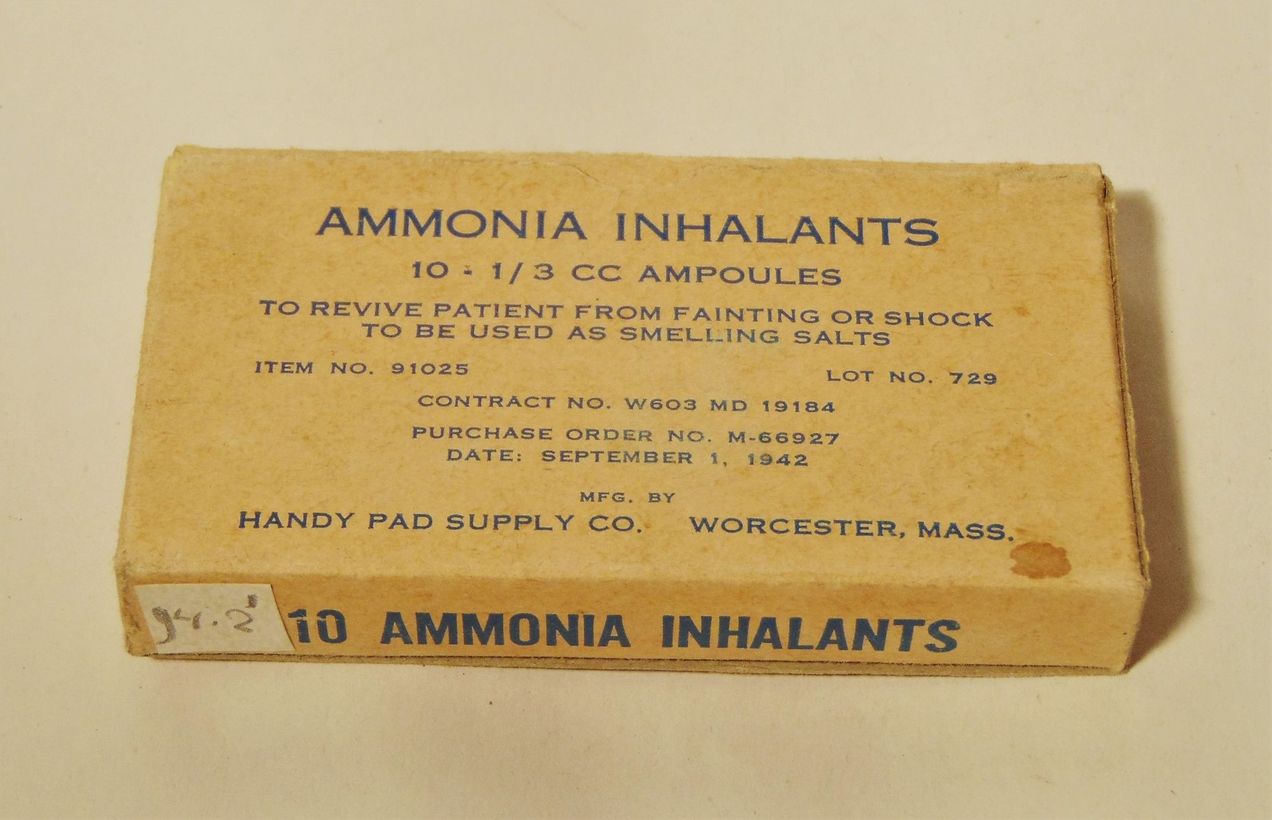 AMMONIA INHALANTS
10 - 1/3 CC AMPOULES
TO REVIVE PATIENT FROM FAINTING OR SHOCK
TO BE USED AS SMELLING SALTS
ITEM NO. 91025 LOT NO. 729
CONTRACT NO. W603 MD 19184
PURCHASE ORDER NO. M-66927
DATE: SEPTEMBER 1, 1942
MFG. BY
HANDY PAD SUPPLY CO. WORCESTER, MASS.
10 AMMONIA INHALANTS